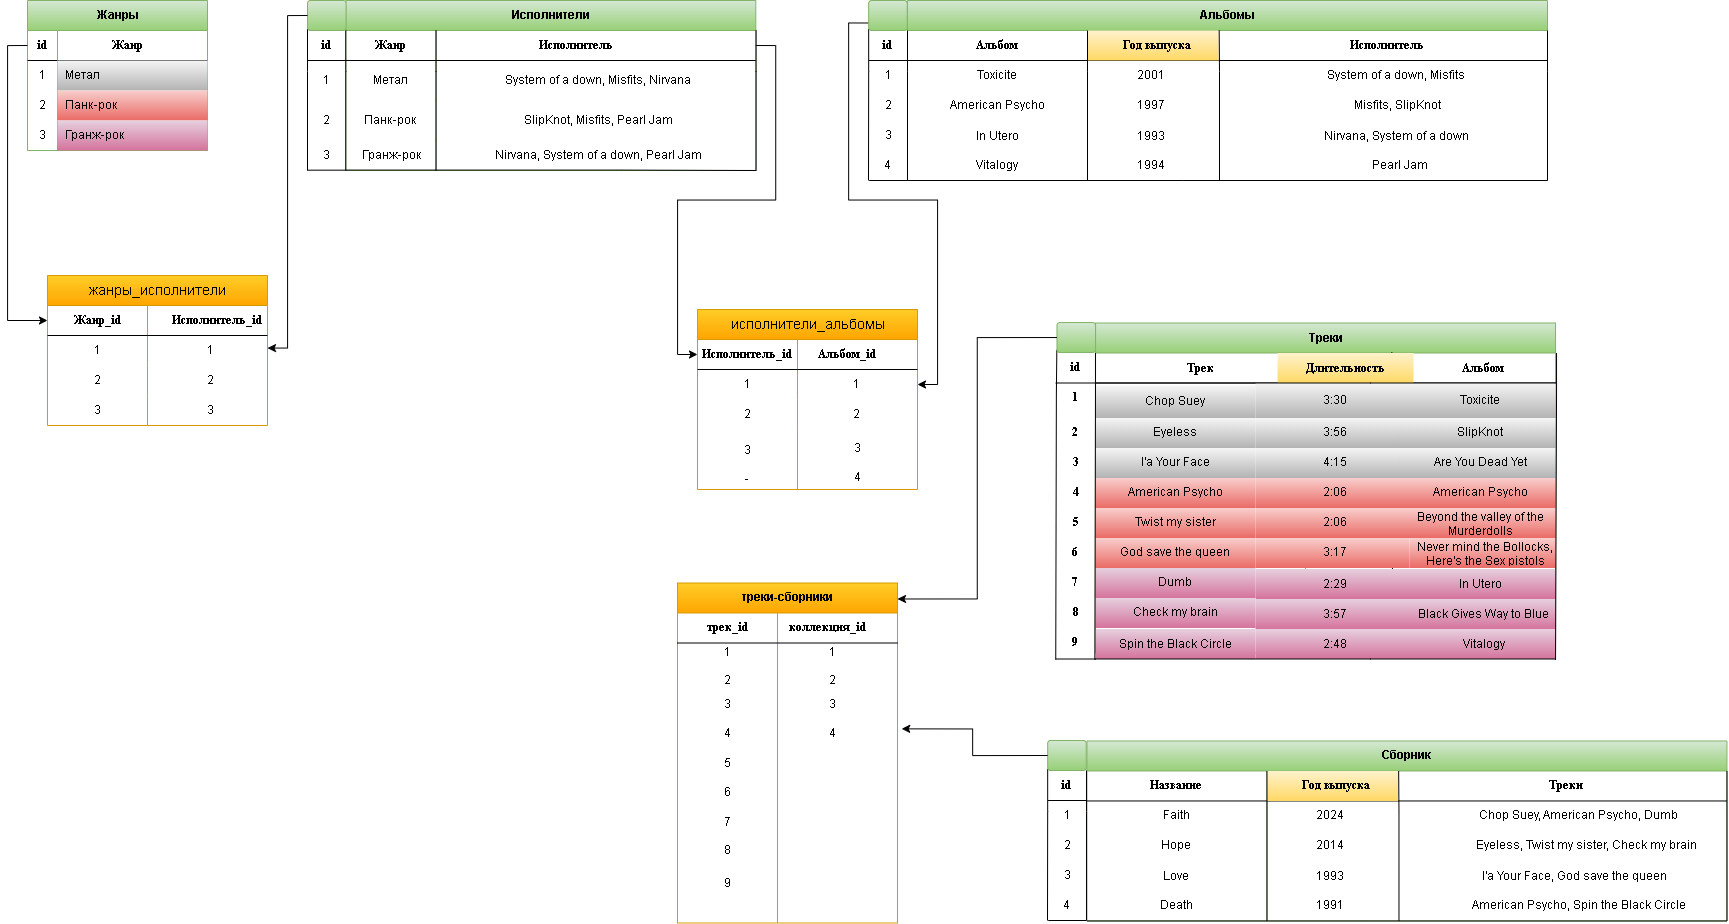 Жанры
id Жанр
1 Метал
2 Панк-рок
3 Гранж-рок
Исполнители
id Жанр Исполнитель
1 Метал System of a down, Misfits, Nirvana
2 Панк-рок SlipKnot, Misfits, Pearl Jam
3 Гранж-рок Nirvana, System of a down, Pearl Jam
Альбомы
id Альбом Год выпуска Исполнитель
1 Toxicite 2001 System of a down, Misfits
2 American Psycho 1997 Misfits, SlipKnot
3 In Utero 1993 Nirvana, System of a down
4 Vitalogy 1994 Pearl Jam
жанры_исполнители
Жанр_id Исполнитель_id
1 1
2 2
3 3
исполнители_альбомы
Исполнитель_id Альбом_id
1 1
2 2
3 3
- 4
Треки
id Трек Длительность Альбом
1 Chop Suey 3:30 Toxicite
2 Eyeless 3:56 SlipKnot
3 I'a Your Face 4:15 Are You Dead Yet
4 American Psycho 2:06 American Psycho
5 Twist my sister 2:06 Beyond the valley of the
Murderdolls
6 God save the queen 3:17 Never mind the Bollocks,
Here's the Sex pistols
7 Dumb 2:29 In Utero
8 Check my brain 3:57 Black Gives Way to Blue
9 Spin the Black Circle 2:48 Vitalogy
треки-сборники
трек_id коллекция_id
1 1
2 2
3 3
4 4
5
6
7
8
9
Сборник
id Название Год выпуска Треки
1 Faith 2024 Chop Suey, American Psycho, Dumb
2 Hope 2014 Eyeless, Twist my sister, Check my brain
3 Love 1993 I'a Your Face, God save the queen
4 Death 1991 American Psycho, Spin the Black Circle